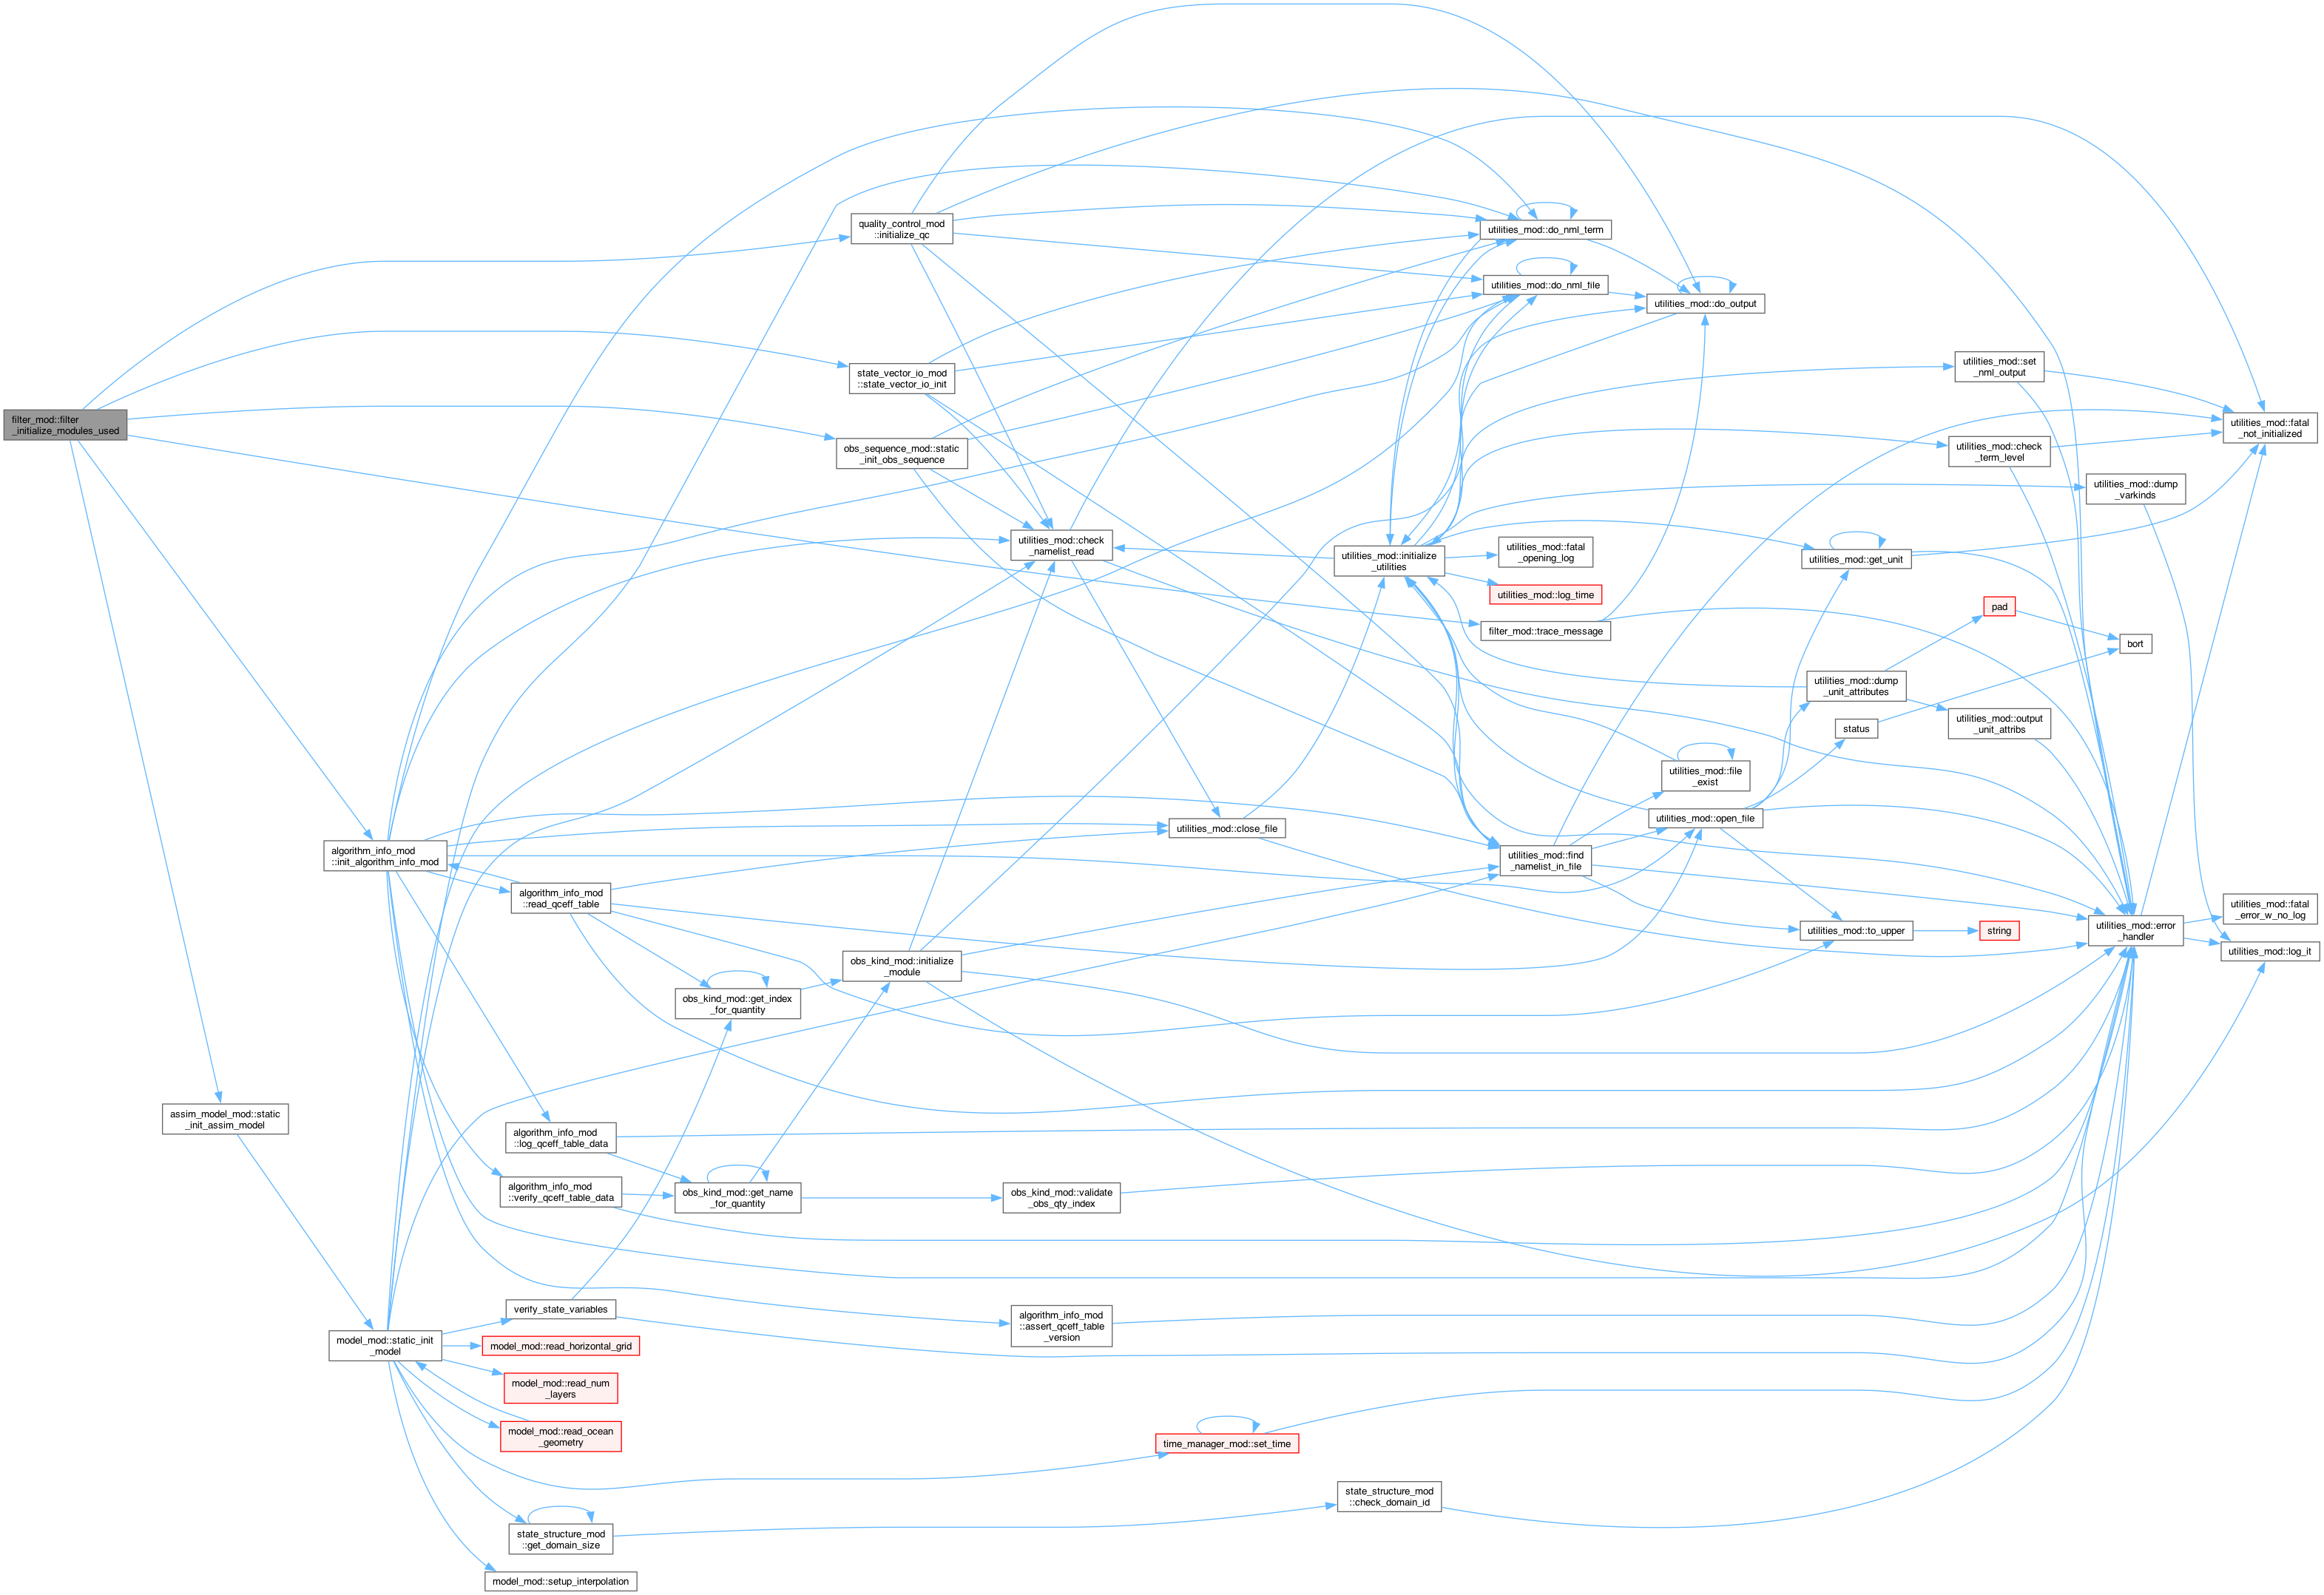 filter_mod::filter
_initialize_modules_used
quality_control_mod
::initialize_qc
state_vector_io_mod
::state_vector_io_init
obs_sequence_mod::static
_init_obs_sequence
algorithm_info_mod
::init_algorithm_info_mod
assim_model_mod::static
_init_assim_model
model_mod::static_init
_model
algorithm_info_mod
::read_qceff_table
algorithm_info_mod
::log_qceff_table_data
algorithm_info_mod
::verify_qceff_table_data
verify_state_variables
model_mod::read_horizontal_grid
model_mod::read_num
_layers
model_mod::read_ocean
_geometry
state_structure_mod
::get_domain_size
model_mod::setup_interpolation
obs_kind_mod::get_index
_for_quantity
obs_kind_mod::get_name
_for_quantity
obs_kind_mod::initialize
_module
utilities_mod::check
_namelist_read
obs_kind_mod::validate
_obs_qty_index
algorithm_info_mod
::assert_qceff_table
_version
utilities_mod::close_file
time_manager_mod::set_time
state_structure_mod
::check_domain_id
utilities_mod::initialize
_utilities
utilities_mod::do_nml_term
utilities_mod::do_nml_file
utilities_mod::fatal
_opening_log
utilities_mod::log_time
filter_mod::trace_message
utilities_mod::find
_namelist_in_file
utilities_mod::do_output
utilities_mod::file
_exist
utilities_mod::open_file
utilities_mod::get_unit
utilities_mod::dump
_unit_attributes
status
utilities_mod::to_upper
utilities_mod::set
_nml_output
utilities_mod::check
_term_level
pad
utilities_mod::output
_unit_attribs
string
utilities_mod::dump
_varkinds
bort
utilities_mod::error
_handler
utilities_mod::fatal
_not_initialized
utilities_mod::fatal
_error_w_no_log
utilities_mod::log_it